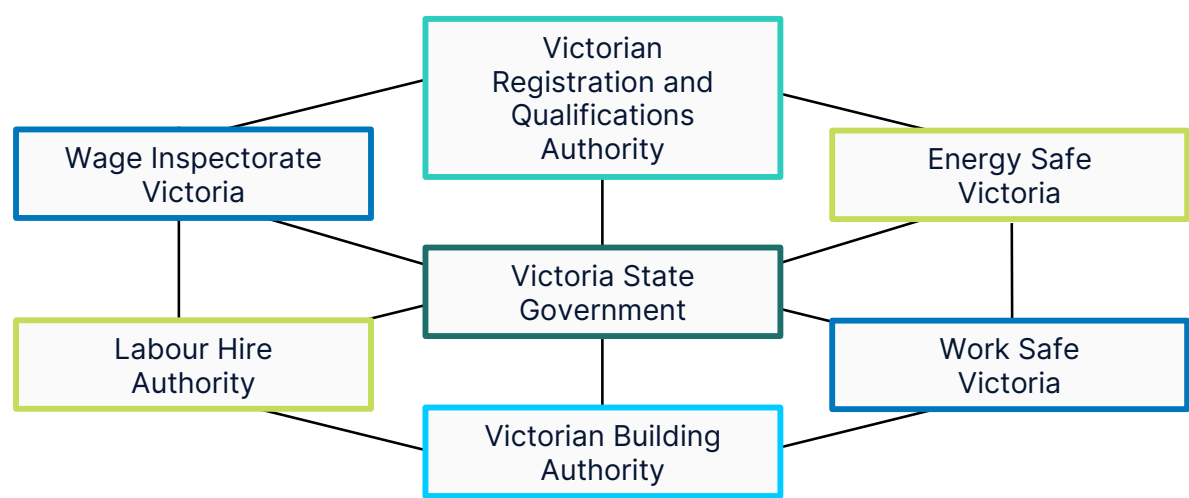 Victorian
Registration and
Qualifications
Authority
Wage Inspectorate
Victoria
Energy Safe
Victoria
Victoria State
Government
Labour Hire
Authority
Work Safe
Victoria
Victorian Building
Authority